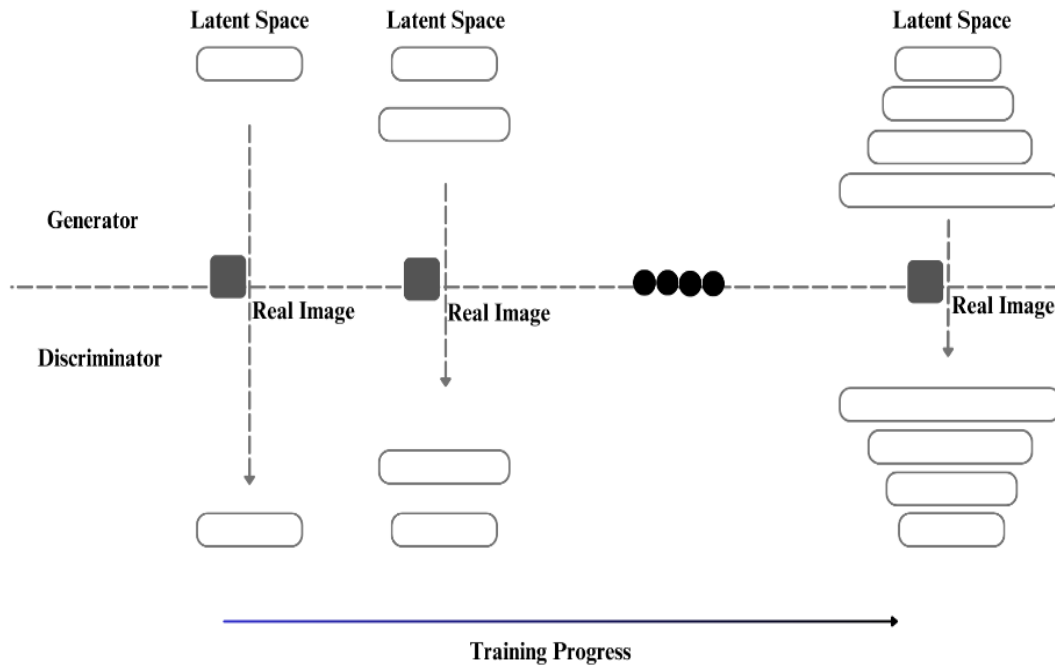 Latent Space
Latent Space
Latent Space
Generator
Real Image
Real Image
Real Image
Discriminator
Training Progress